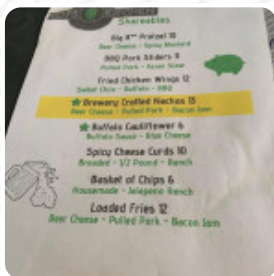 Shareables
Big A** Pretzel 10
Beer Cheese - Spicy Mustard
BBQ Pork Sliders 11
Pulled Pork - Asian Slaw
Fried Chicken Wings 12
Sweet Chili - Buffalo - BBQ
Brewery Crafted Nachos 13
Beer Cheese - Pulled Pork - Bacon Jam
Buffalo Cauliflower 6
Buffalo Sauce - Bleu Cheese
Spicy Cheese Curds 10
Breaded - 1/2 Pound - Ranch
Basket of Chips 6
Housemade - Jalapeño Ranch
Loaded Fries 12
Beer Cheese - Pulled Pork - Bacon Jam